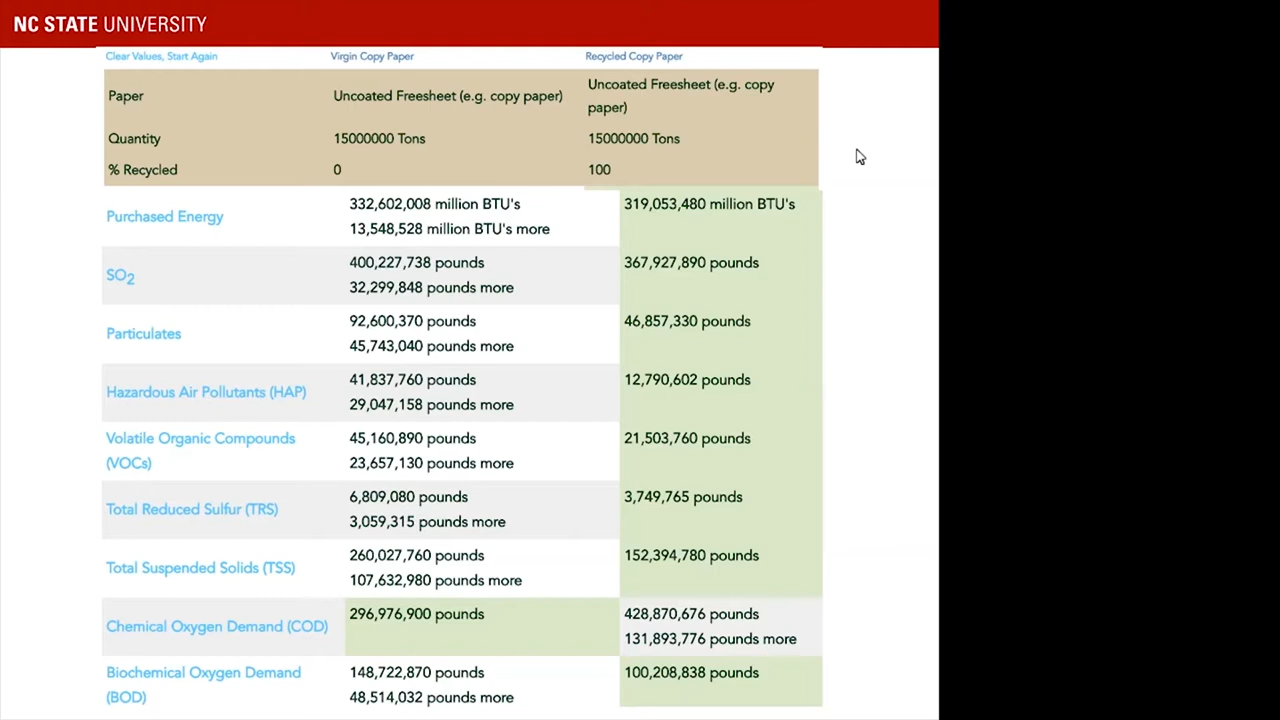 NC STATE UNIVERSITY
Clear Values, Start Again Virgin Copy Paper Recycled Copy Paper
Paper Uncoated Freesheet (e.g. copy paper) Uncoated Freesheet (e.g. copy
paper)
Quantity 15000000 Tons 15000000 Tons
% Recycled 0 100
Purchased Energy 332,602,008 million BTU's 319,053,480 million BTU's
13,548,528 million BTU's more
SO2 400,227,738 pounds 367,927,890 pounds
32,299,848 pounds more
Particulates 92,600,370 pounds 46,857,330 pounds
45,743,040 pounds more
Hazardous Air Pollutants (HAP) 41,837,760 pounds 12,790,602 pounds
29,047,158 pounds more
Volatile Organic Compounds 45,160,890 pounds 21,503,760 pounds
(VOCs) 23,657,130 pounds more
Total Reduced Sulfur (TRS) 6,809,080 pounds 3,749,765 pounds
3,059,315 pounds more
Total Suspended Solids (TSS) 260,027,760 pounds 152,394,780 pounds
107,632,980 pounds more
Chemical Oxygen Demand (COD) 296,976,900 pounds 428,870,676 pounds
131,893,776 pounds more
Biochemical Oxygen Demand 148,722,870 pounds 100,208,838 pounds
(BOD) 48,514,032 pounds more